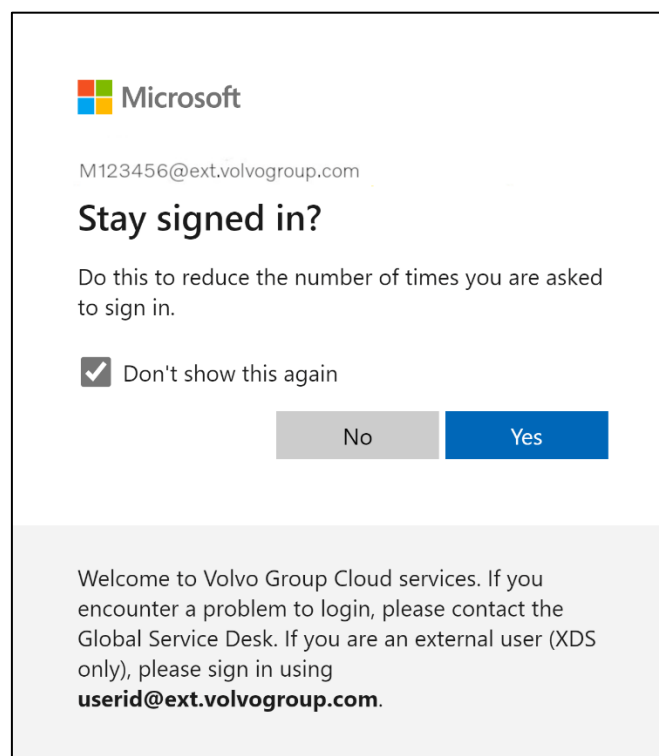 Microsoft
M123456@ext.volvogroup.com
Stay signed in?
Do this to reduce the number of times you are asked
to sign in.
Don't show this again
No
Yes
Welcome to Volvo Group Cloud services. If you
encounter a problem to login, please contact the
Global Service Desk. If you are an external user (XDS
only), please sign in using
userid@ext.volvogroup.com.